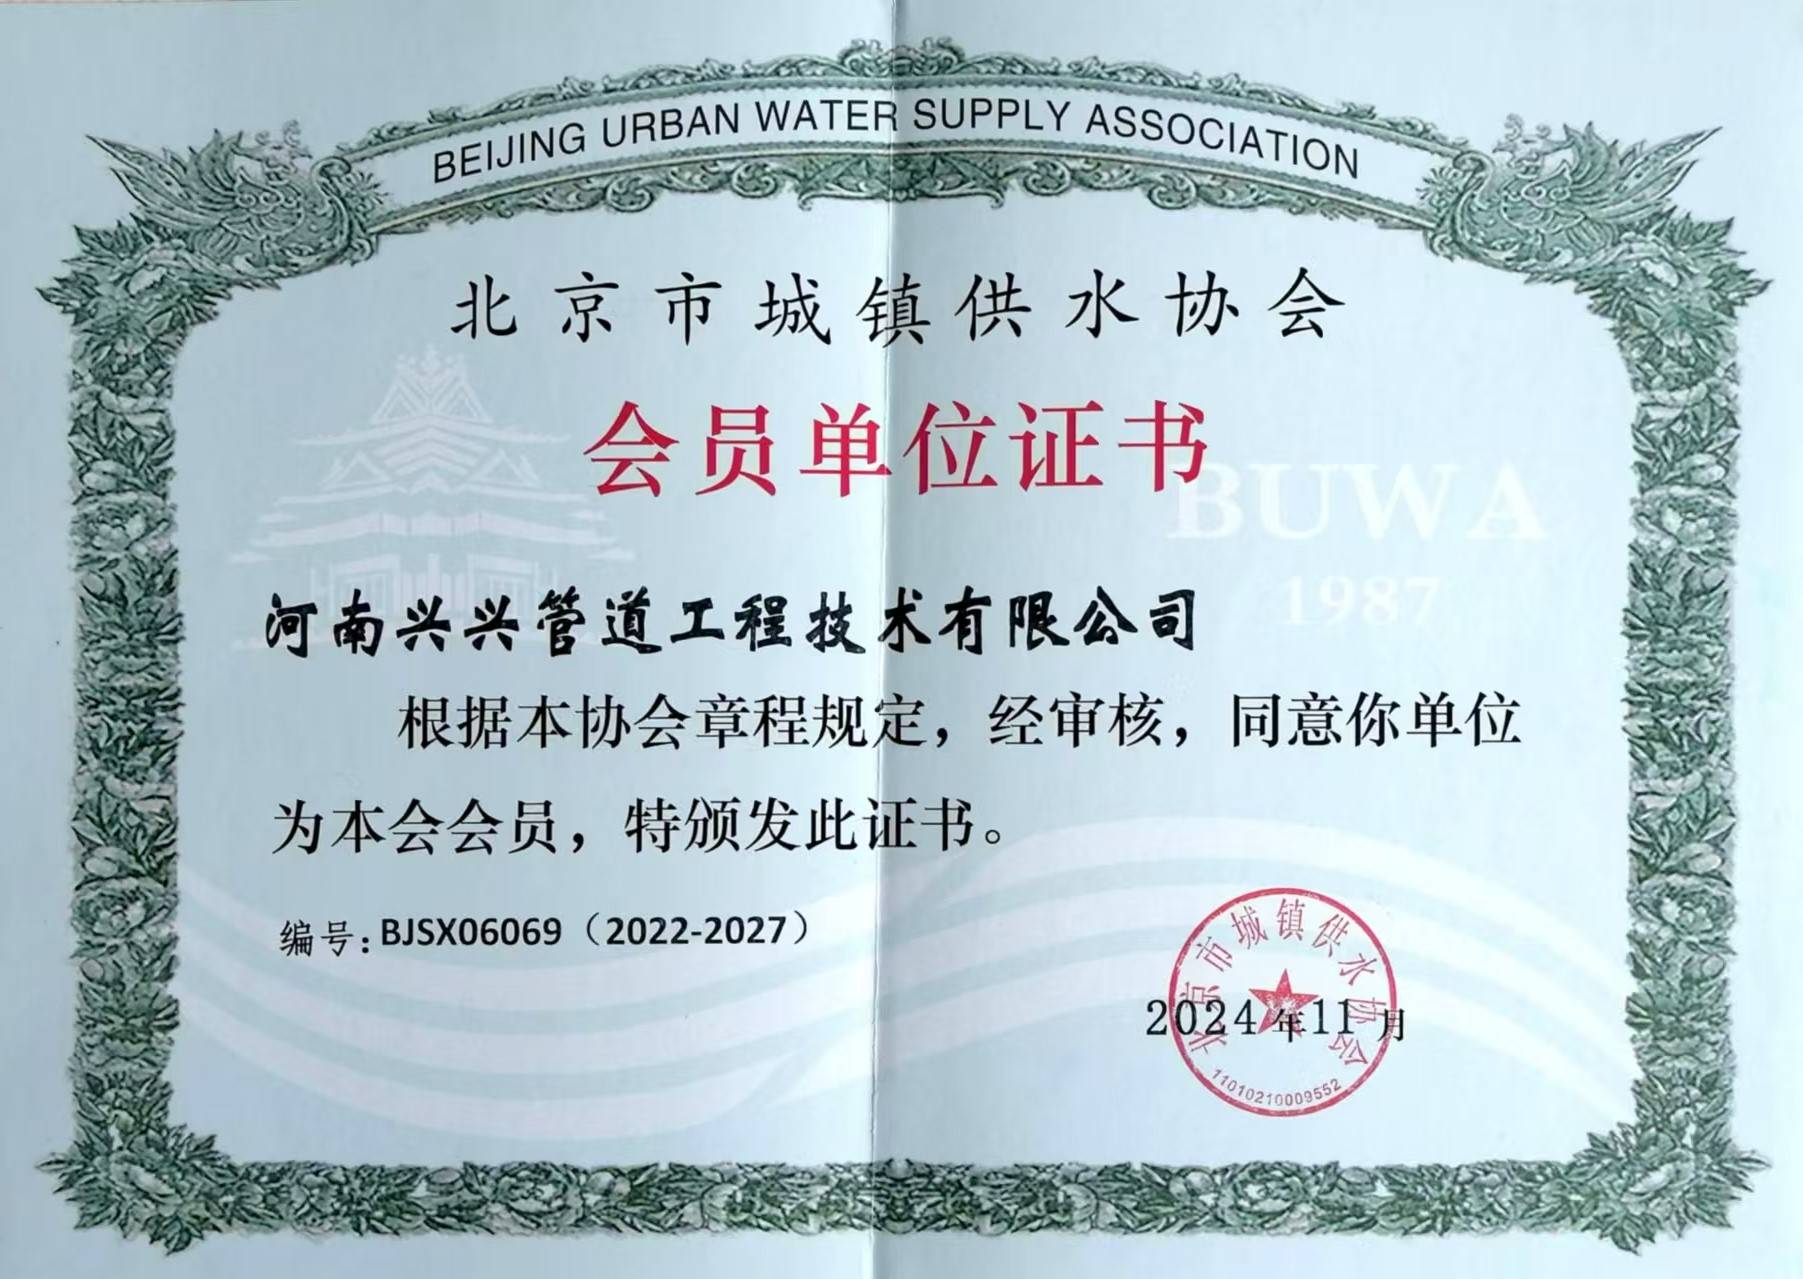 BEIJING URBAN WATER SUPPLY ASSOCIATION
北京市城镇供水协会
会员单位证书
BUWA
1987
河南兴兴管道工程技术有限公司
根据本协会章程规定，经审核，同意你单位
为本会会员，特颁发此证书。
编号：BJSX06069（2022-2027）
北京市城镇供水协会
2024年11月
11010210009552